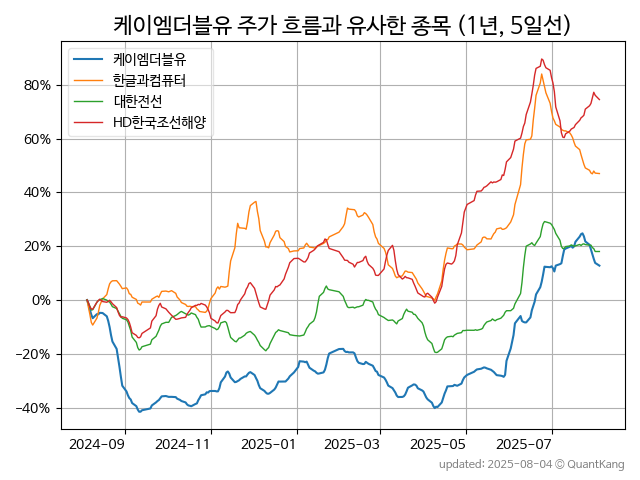 케이엠더블유 주가 흐름과 유사한 종목 (1년, 5일선)
케이엠더블유
한글과컴퓨터
대한전선
HD한국조선해양
80%
60%
40%
20%
0%
−20%
−40%
2024-09 2024-11 2025-01 2025-03 2025-05 2025-07
updated: 2025-08-04 © QuantKang